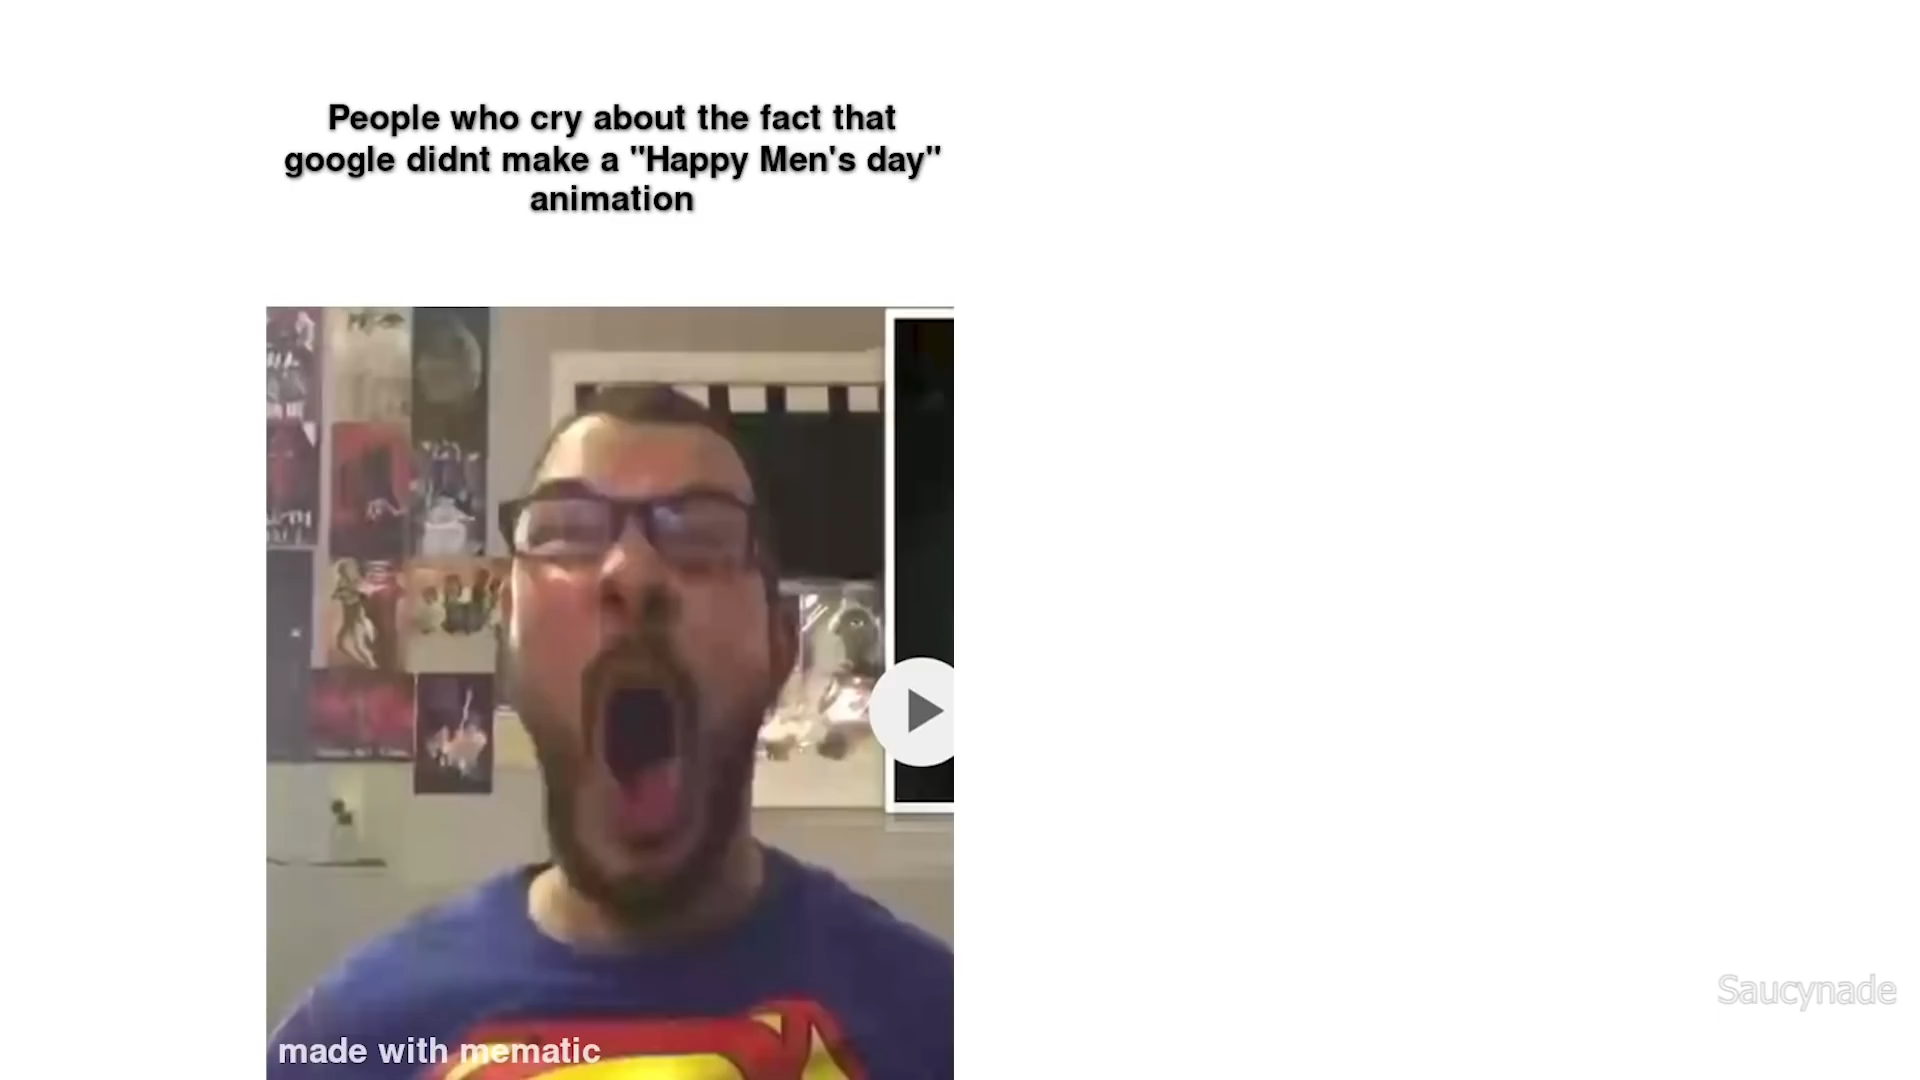 People who cry about the fact that
google didnt make a "Happy Men's day"
animation
made with mematic
Saucynade